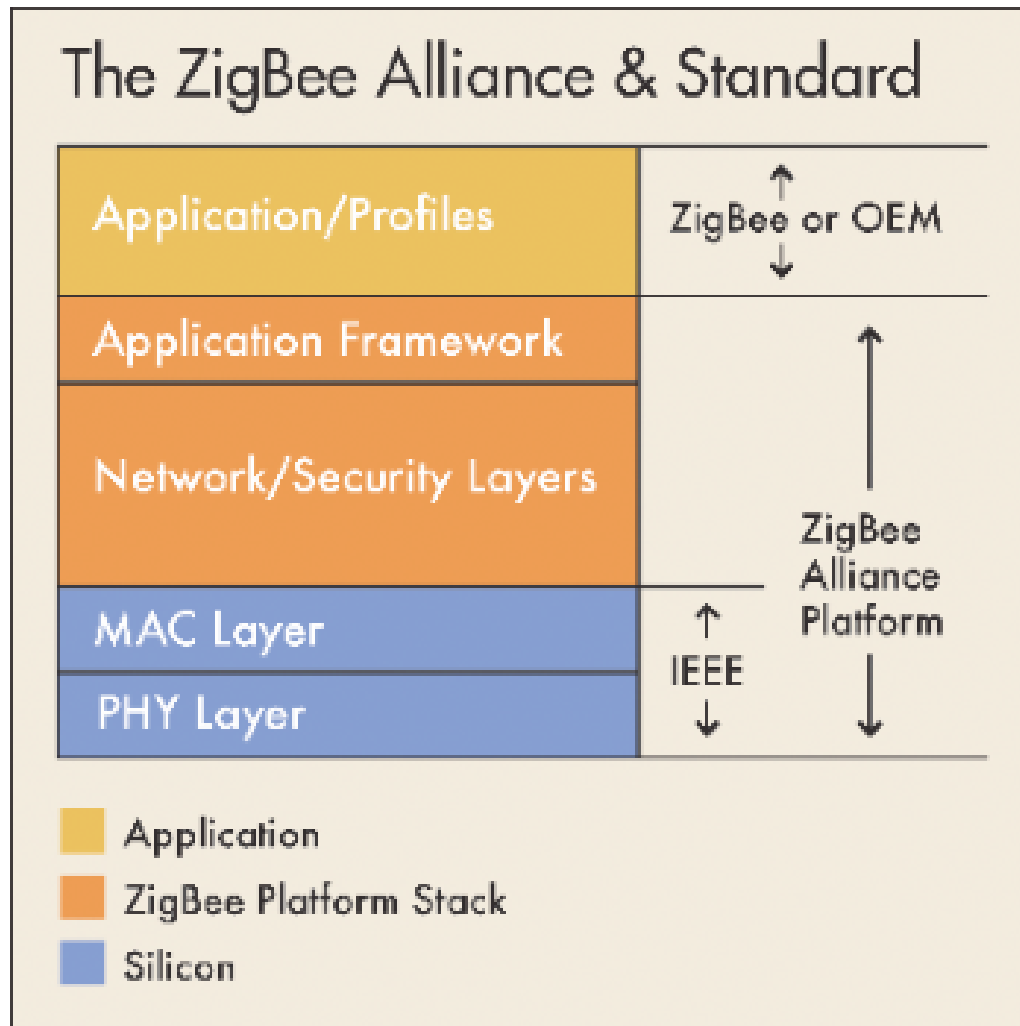 The ZigBee Alliance & Standard
Application/Profiles
ZigBee or OEM
Application Framework
Network/Security Layers
ZigBee
Alliance
Platform
MAC Layer
IEEE
PHY Layer
Application
ZigBee Platform Stack
Silicon